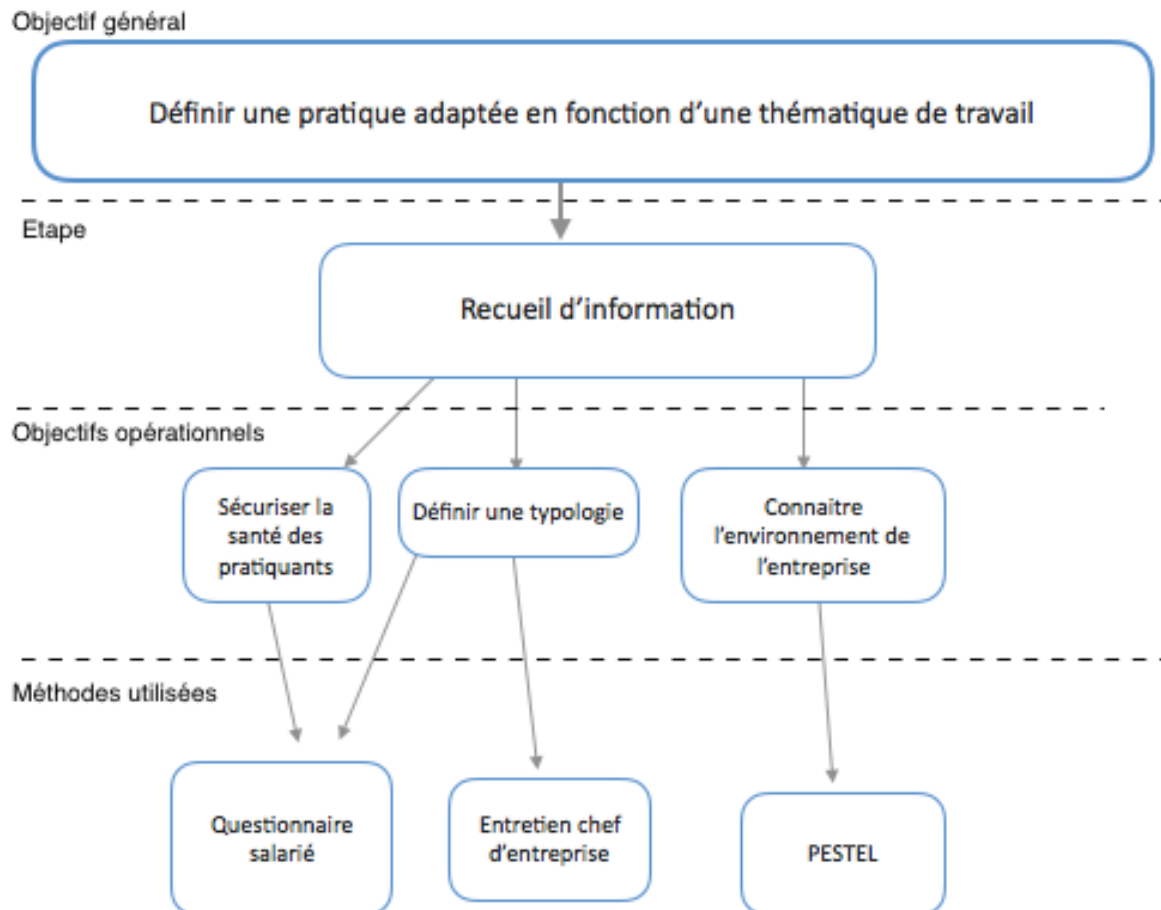 Objectif général
Définir une pratique adaptée en fonction d’une thématique de travail
Etape
Recueil d’information
Objectifs opérationnels
Sécuriser la
santé des
pratiquants
Définir une typologie
Connaître
l’environnement de
l’entreprise
Méthodes utilisées
Questionnaire
salarié
Entretien chef
d’entreprise
PESTEL